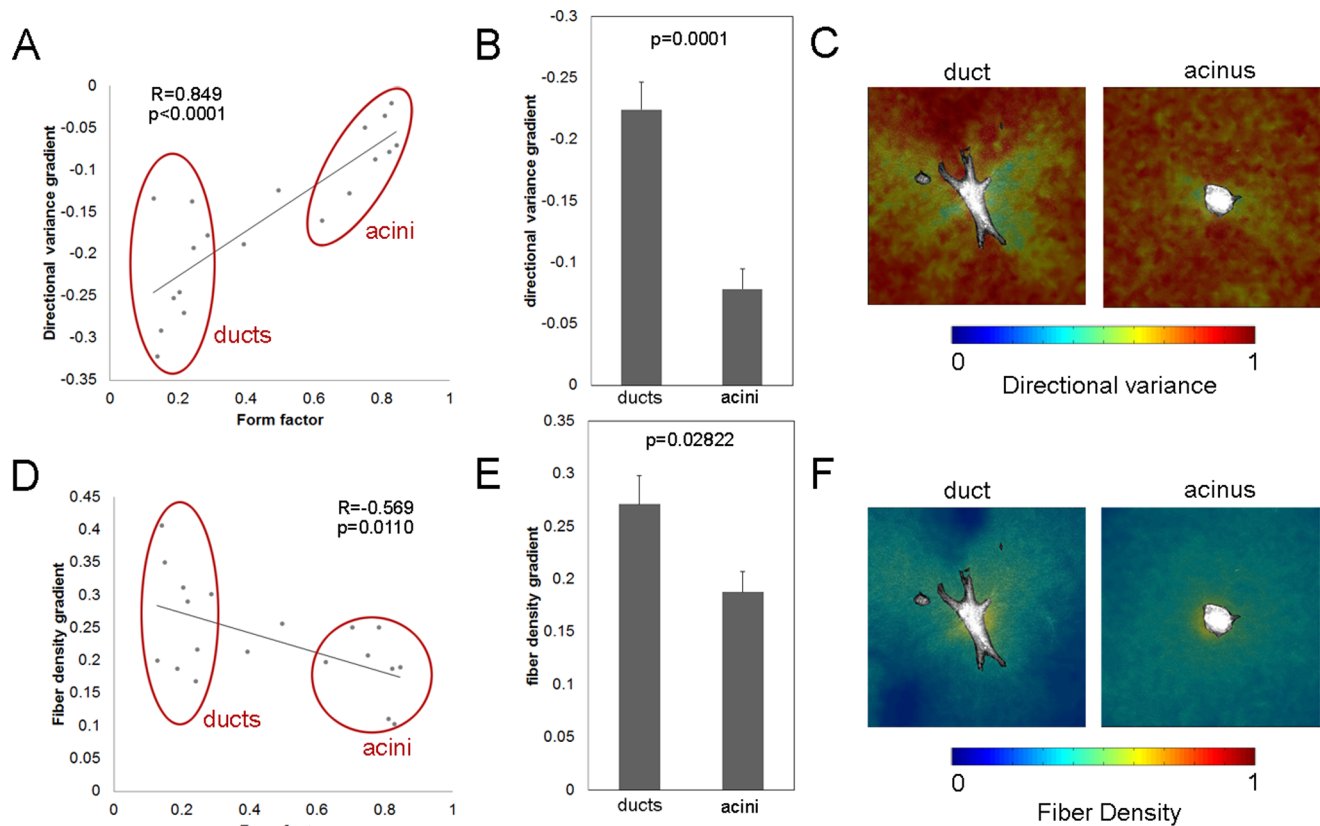 A
R=0.849
p<0.0001
0
-0.05
-0.1
-0.15
-0.2
-0.25
-0.3
-0.35
Directional variance gradient
ducts
acini
0
0.2
0.4
0.6
0.8
1
Form factor
B
p=0.0001
-0.3
-0.25
-0.2
-0.15
-0.1
-0.05
0
directional variance gradient
ducts
acini
C
duct
acinus
0
1
Directional variance
D
R=-0.569
p=0.0110
0.45
0.4
0.35
0.3
0.25
0.2
0.15
0.1
0.05
0
Fiber density gradient
ducts
acini
0
0.2
0.4
0.6
0.8
1
E
p=0.02822
0.35
0.3
0.25
0.2
0.15
0.1
0.05
0
fiber density gradient
ducts
acini
F
duct
acinus
0
1
Fiber Density